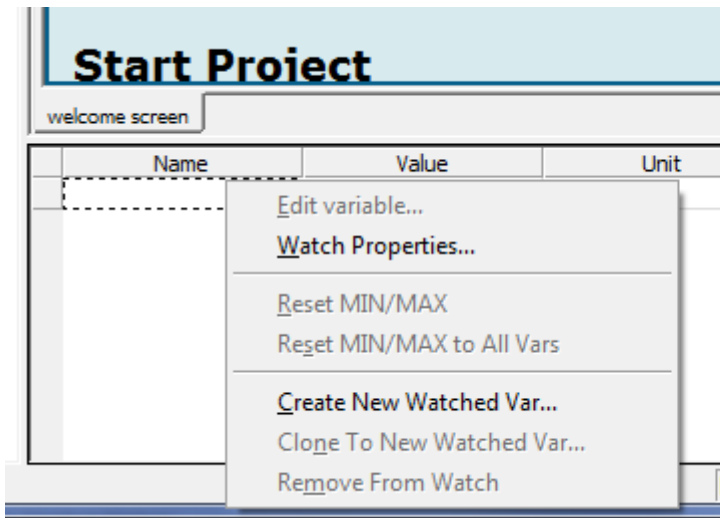 Start Project
welcome screen
Name Value Unit
Edit variable...
Watch Properties...
Reset MIN/MAX
Reset MIN/MAX to All Vars
Create New Watched Var...
Clone To New Watched Var...
Remove From Watch